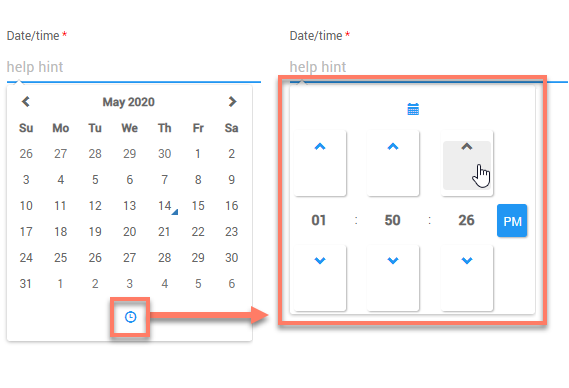 Date/time *
help hint
May 2020
Su Mo Tu We Th Fr Sa
26 27 28 29 30 1 2
3 4 5 6 7 8 9
10 11 12 13 14 15 16
17 18 19 20 21 22 23
24 25 26 27 28 29 30
31 1 2 3 4 5 6
Date/time *
help hint
01 : 50 : 26 PM